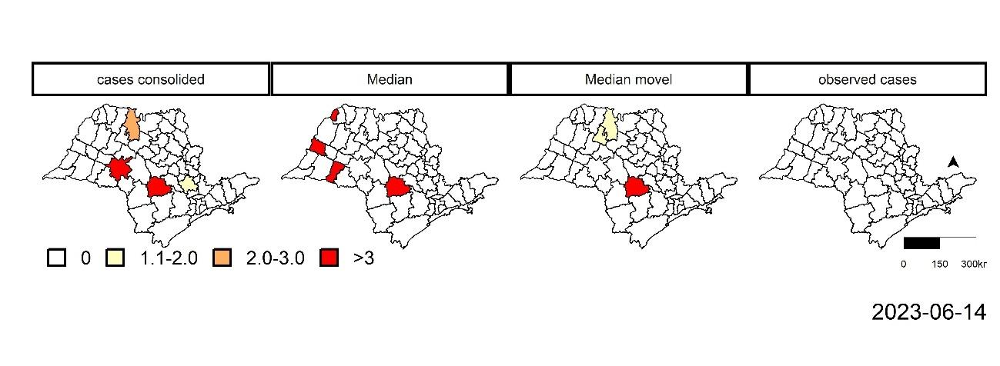 cases consolided
Median
Median movel
observed cases
0 1.1-2.0 2.0-3.0 >3
0 150 300kr
2023-06-14